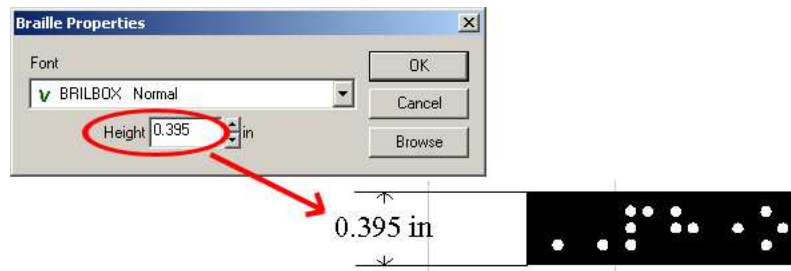 Braille Properties
Font
OK
BRILBOX Normal
Cancel
Height 0.395 in
Browse
0.395 in